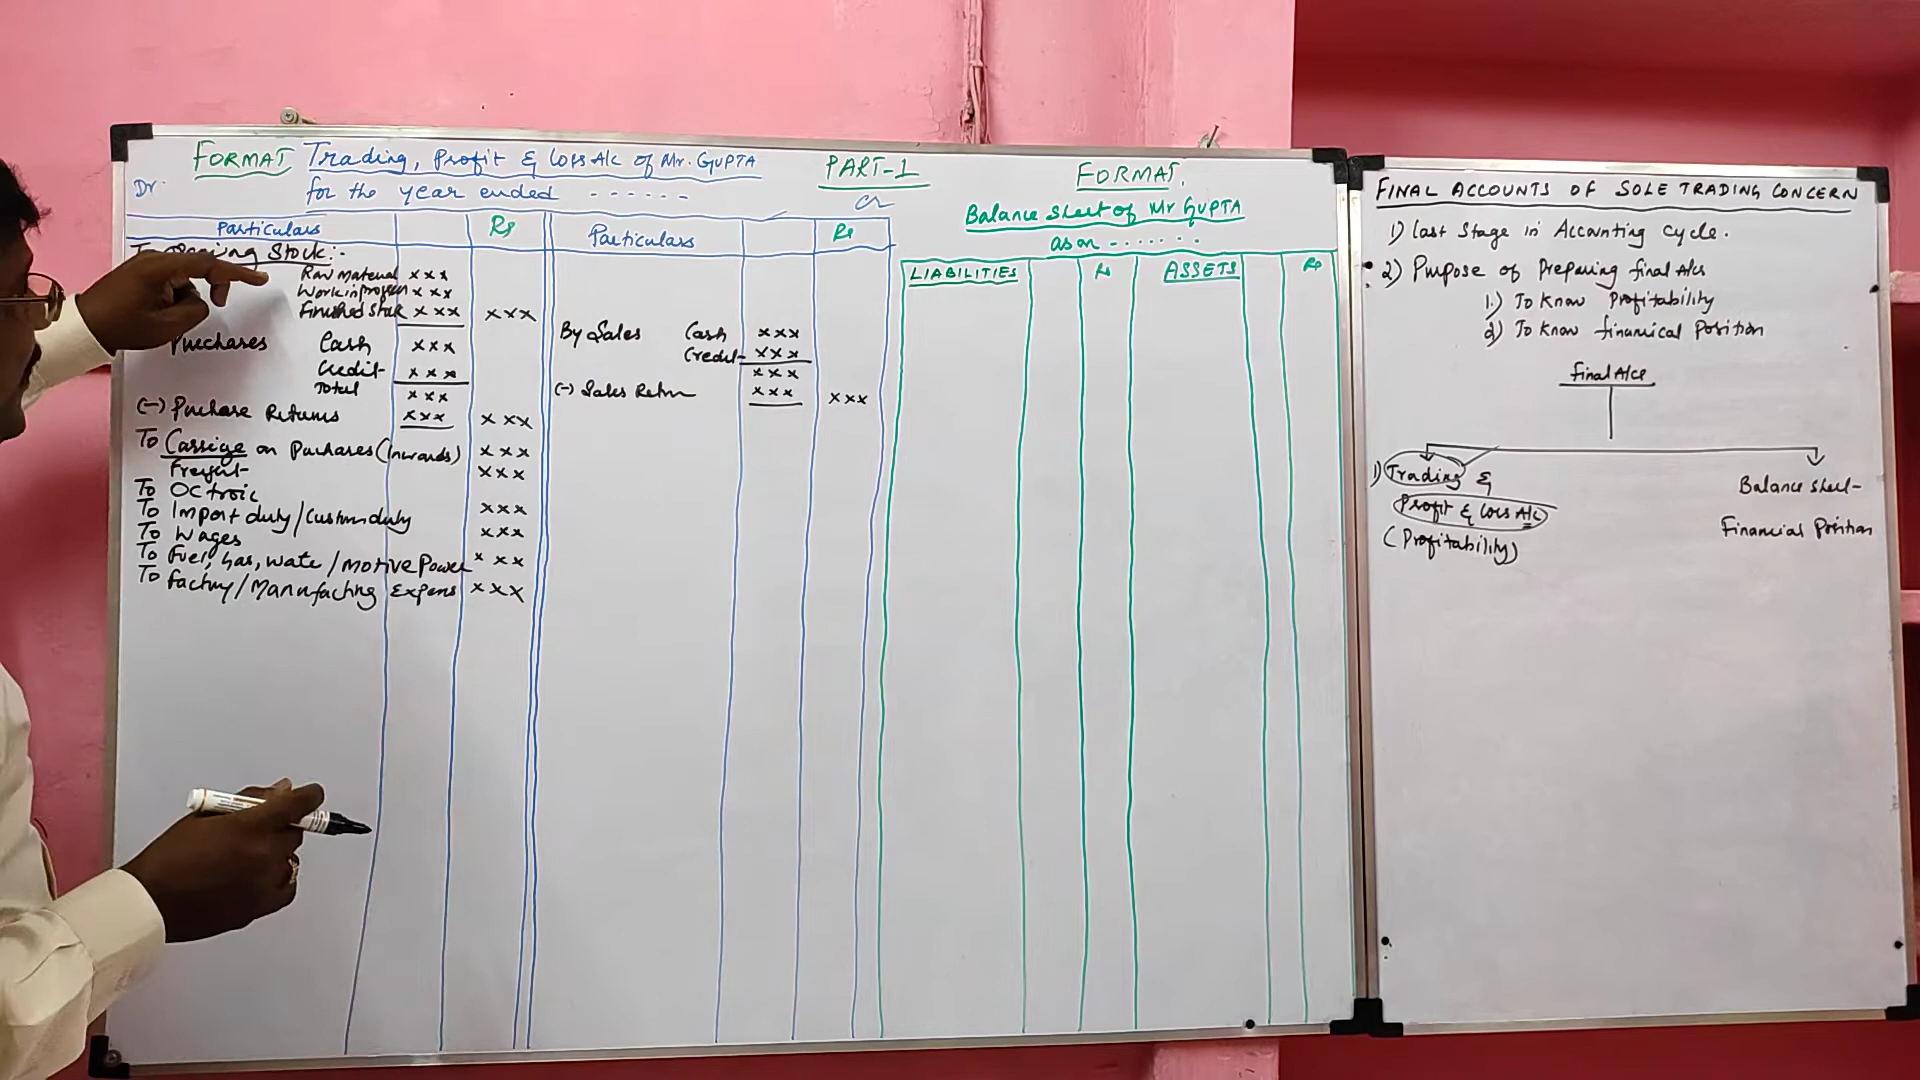 FORMAT Trading, Profit & Loss A/c of Mr. GUPTA
for the year ended ......
PART-1
Dr.
Cr
Particulars Rs Particulars Rs
Stock:-
Raw material xxx
Work in progress xxx
Finished Stock xxx xxx
Purchases Cash xxx
Credit xxx
Total xxx
(-) Purchase Returns xxx xxx
To Carriage on Purchases (Inwards) xxx
Freight xxx
To Octroic
To Import duty/Custum duty xxx
To Wages xxx
To Fuel, Gas, wate/motive Power xxx
To factory/Manufacting Expens xxx
By Sales Cash xxx
Credit xxx
xxx
(-) Sales Return xxx xxx
FORMAT.
Balance Sheet of Mr GUPTA
as on .......
LIABILITIES Rs ASSETS Rs
FINAL ACCOUNTS OF SOLE TRADING CONCERN
1) Last Stage in Accounting Cycle.
2) Purpose of Preparing final A/cs
1.) To Know Profitability
2) To Know financical Position
final A/cs
1) Trading &
Profit & Loss A/c
(Profitability)
Balance Sheet
Financial Position